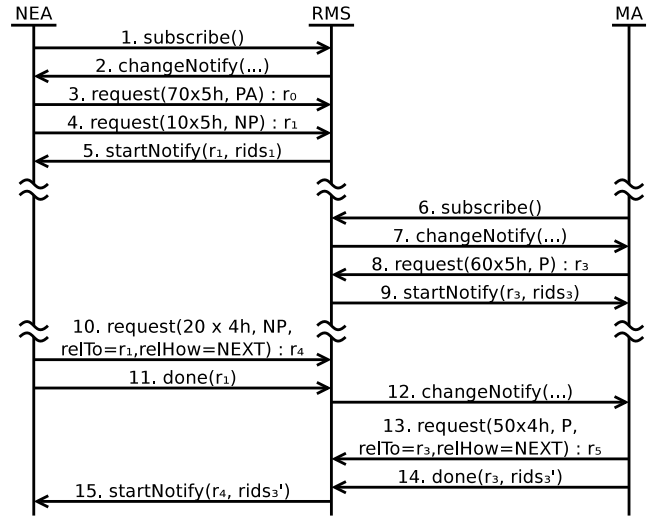 NEA RMS MA
1. subscribe()
2. changeNotify(...)
3. request(70x5h, PA) : r₀
4. request(10x5h, NP) : r₁
5. startNotify(r₁, rids₁)
6. subscribe()
7. changeNotify(...)
8. request(60x5h, P) : r₃
9. startNotify(r₃, rids₃)
10. request(20 x 4h, NP,
relTo=r₁,relHow=NEXT) : r₄
11. done(r₁)
12. changeNotify(...)
13. request(50x4h, P,
relTo=r₃,relHow=NEXT) : r₅
14. done(r₃, rids₃')
15. startNotify(r₄, rids₃')